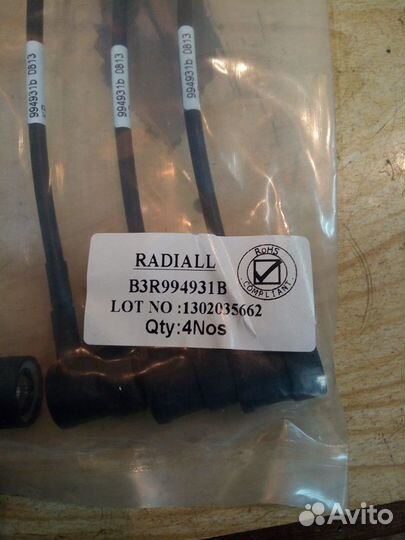 994931b 0813
994931b 0813
994931b 0813
RADIALL
RoHS
COMPLIANT
B3R994931B
LOT NO :1302035662
Qty:4Nos
Avito